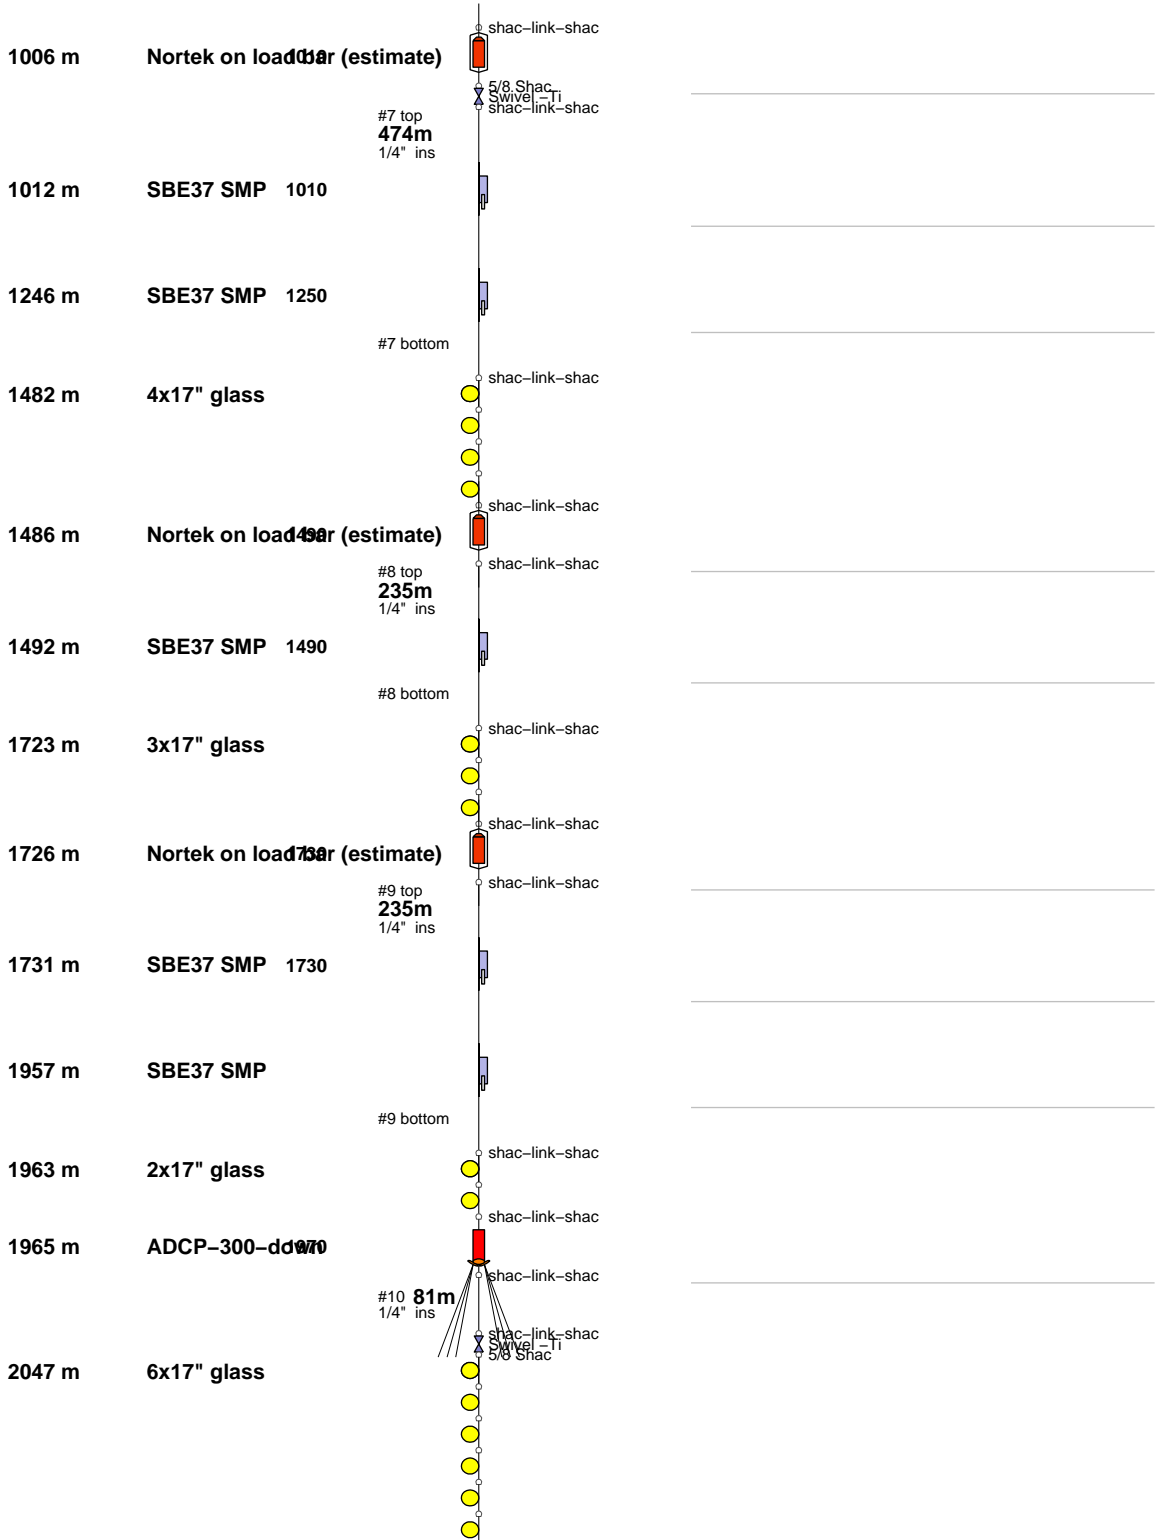 shac–link–shac
1006 m Nortek on load bar (estimate) 1010
5/8 Shac
Swivel –Ti
shac–link–shac
#7 top
474m
1/4" ins
1012 m SBE37 SMP 1010
1246 m SBE37 SMP 1250
#7 bottom
shac–link–shac
1482 m 4x17" glass
shac–link–shac
1486 m Nortek on load bar (estimate) 1490
shac–link–shac
#8 top
235m
1/4" ins
1492 m SBE37 SMP 1490
#8 bottom
shac–link–shac
1723 m 3x17" glass
shac–link–shac
1726 m Nortek on load bar (estimate) 1730
shac–link–shac
#9 top
235m
1/4" ins
1731 m SBE37 SMP 1730
1957 m SBE37 SMP
#9 bottom
shac–link–shac
1963 m 2x17" glass
shac–link–shac
1965 m ADCP–300–down 1970
shac–link–shac
#10 81m
1/4" ins
shac–link–shac
Swivel –Ti
5/8 Shac
2047 m 6x17" glass